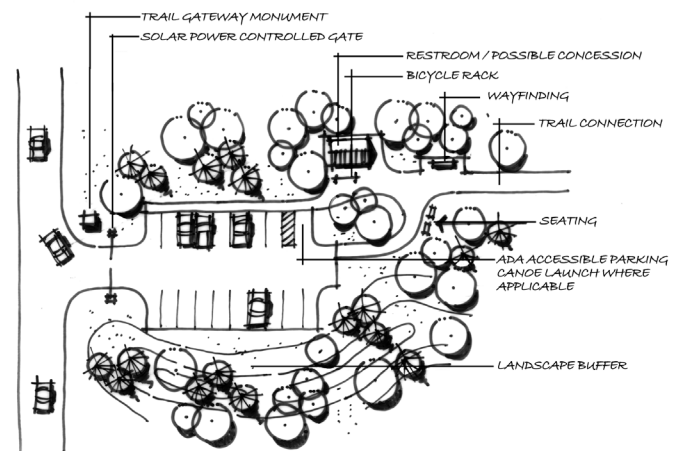 TRAIL GATEWAY MONUMENT
SOLAR POWER CONTROLLED GATE
RESTROOM / POSSIBLE CONCESSION
BICYCLE RACK
WAYFINDING
TRAIL CONNECTION
SEATING
ADA ACCESSIBLE PARKING
CANOE LAUNCH WHERE
APPLICABLE
LANDSCAPE BUFFER